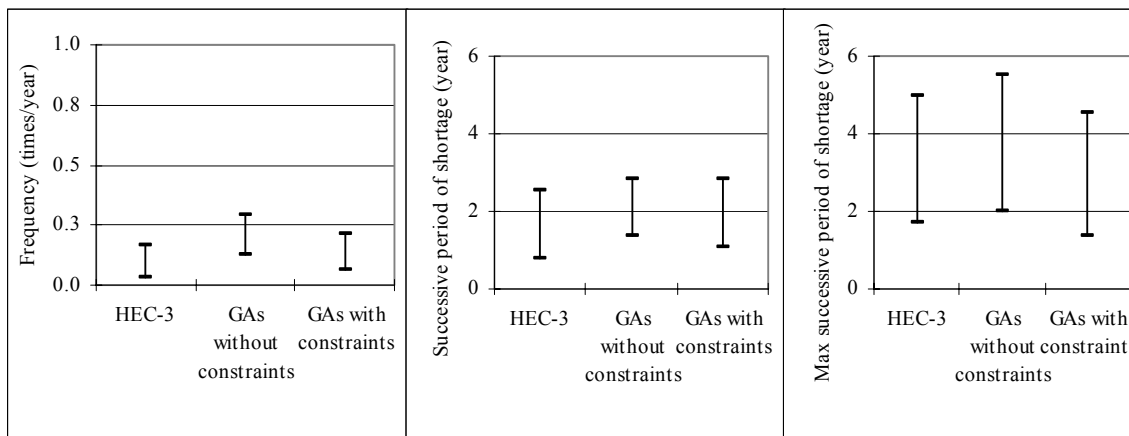 Frequency (times/year)
1.0
0.8
0.5
0.3
0.0
HEC-3
GAs
without
constraints
GAs with
constraints
Successive period of shortage (year)
6
4
2
0
HEC-3
GAs
without
constraints
GAs with
constraints
Max successive period of shortage (year)
6
4
2
0
HEC-3
GAs
without
constraints
GAs with
constraint